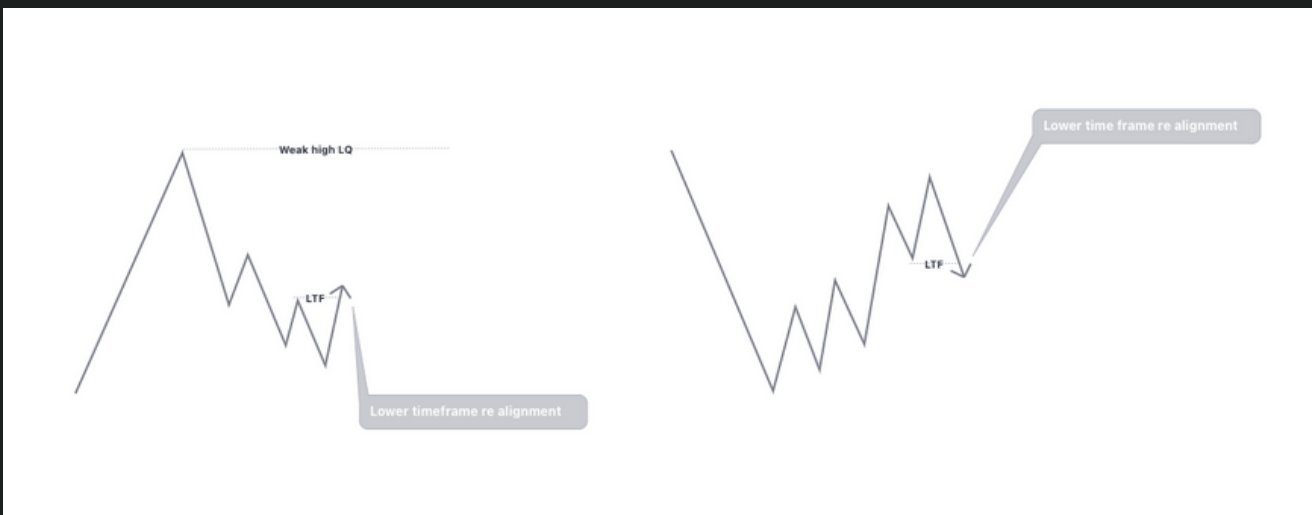 Weak high LQ
LTF
Lower timeframe re alignment
Lower time frame re alignment
LTF